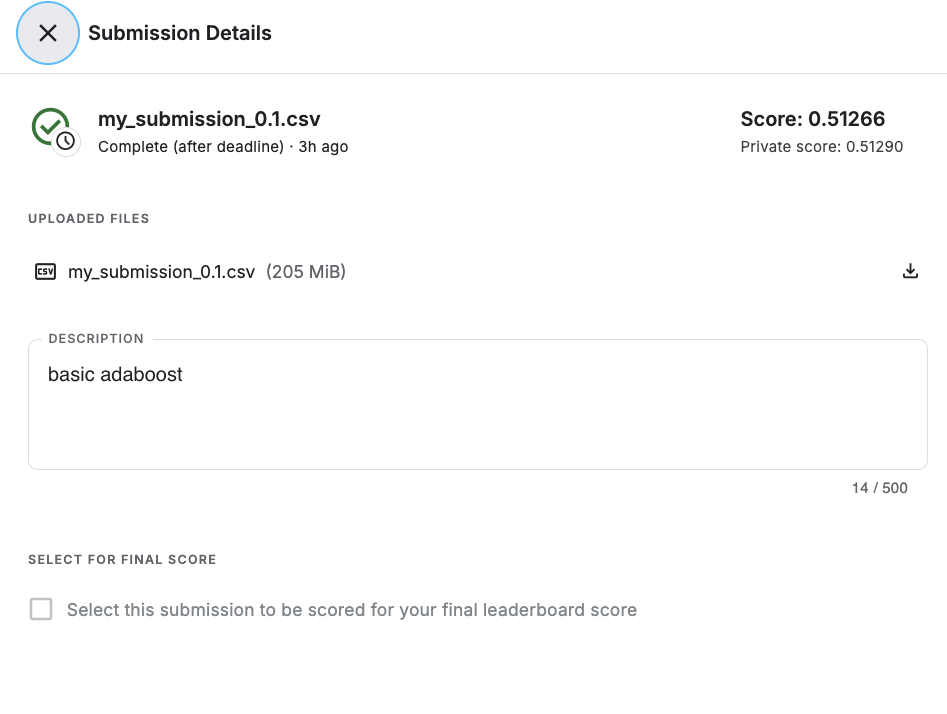 Submission Details
my_submission_0.1.csv
Complete (after deadline) · 3h ago
Score: 0.51266
Private score: 0.51290
UPLOADED FILES
CSV my_submission_0.1.csv (205 MiB)
DESCRIPTION
basic adaboost
14 / 500
SELECT FOR FINAL SCORE
Select this submission to be scored for your final leaderboard score